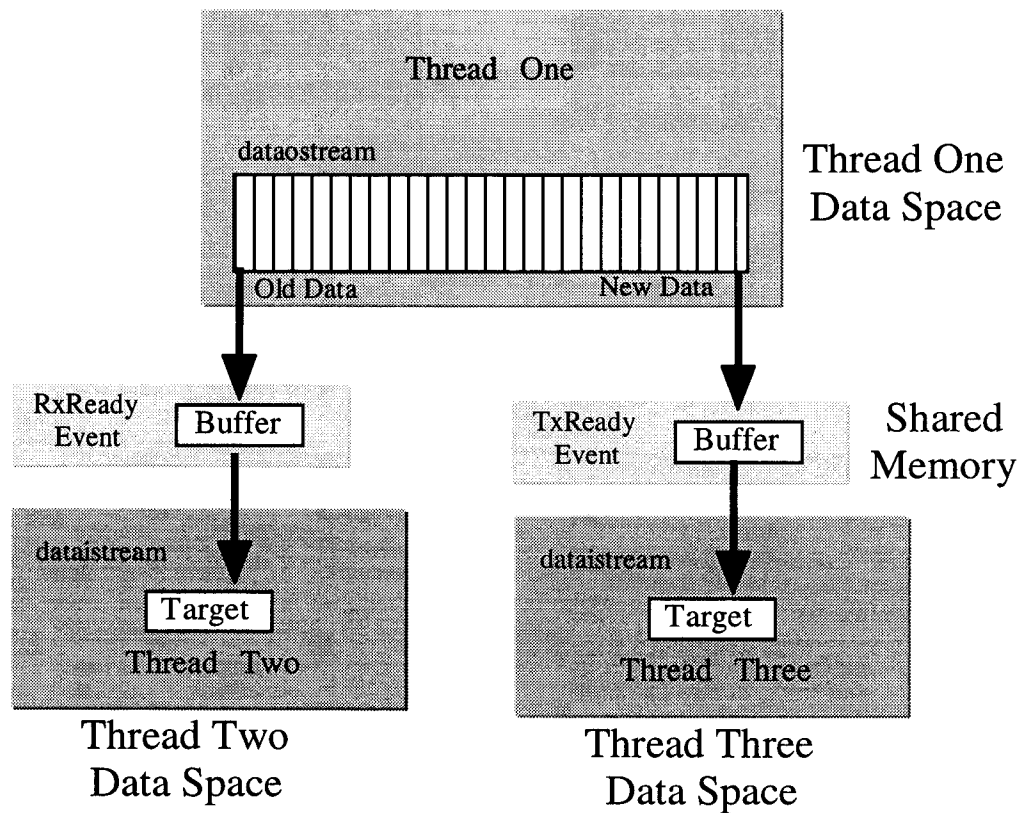 Thread One
dataostream
Thread One
Data Space
Old Data
New Data
RxReady
Event
Buffer
TxReady
Event
Buffer
Shared
Memory
dataistream
Target
Thread Two
dataistream
Target
Thread Three
Thread Two
Data Space
Thread Three
Data Space